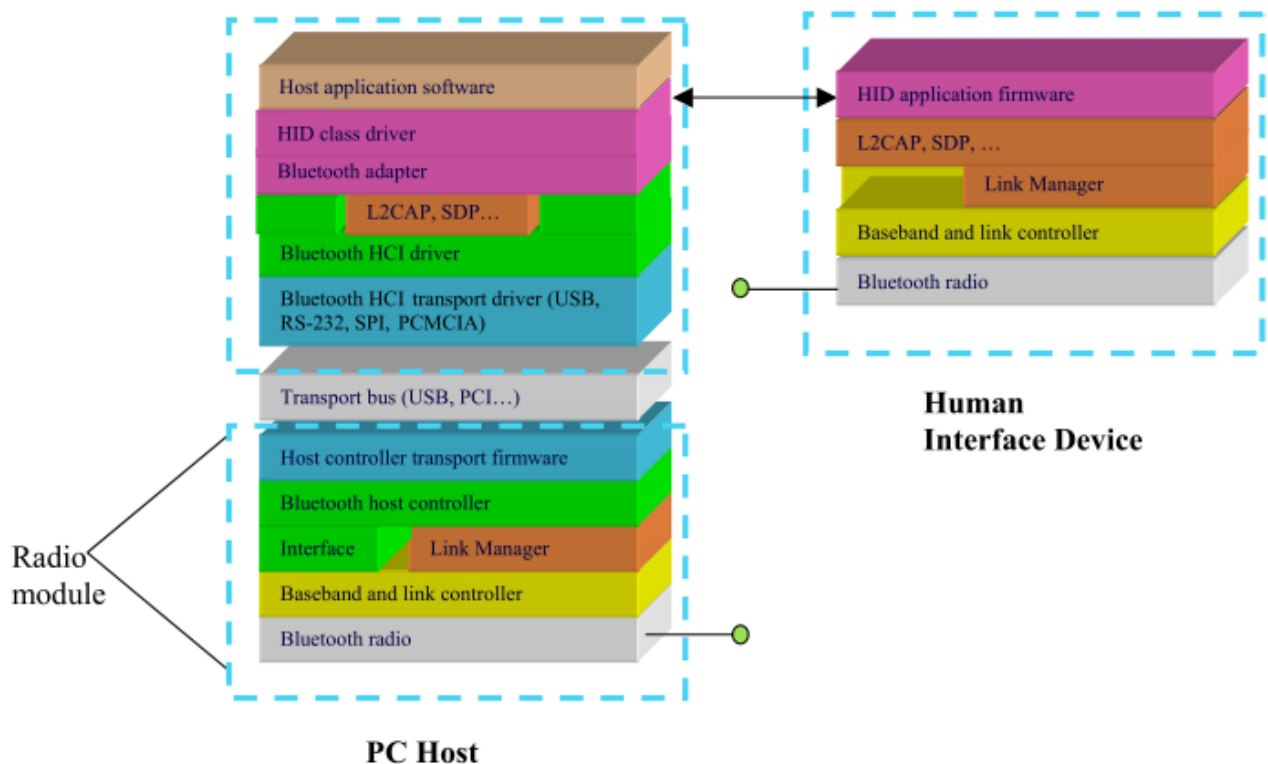 Host application software
HID class driver
Bluetooth adapter
L2CAP, SDP…
Bluetooth HCI driver
Bluetooth HCI transport driver (USB,
RS-232, SPI, PCMCIA)
Transport bus (USB, PCI…)
Host controller transport firmware
Bluetooth host controller
Interface
Link Manager
Baseband and link controller
Bluetooth radio
Radio
module
PC Host
HID application firmware
L2CAP, SDP, …
Link Manager
Baseband and link controller
Bluetooth radio
Human
Interface Device